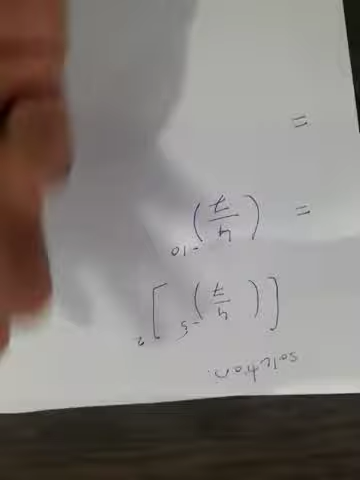 solution.
[(4/7)^-5]^2
= (4/7)^-10
=